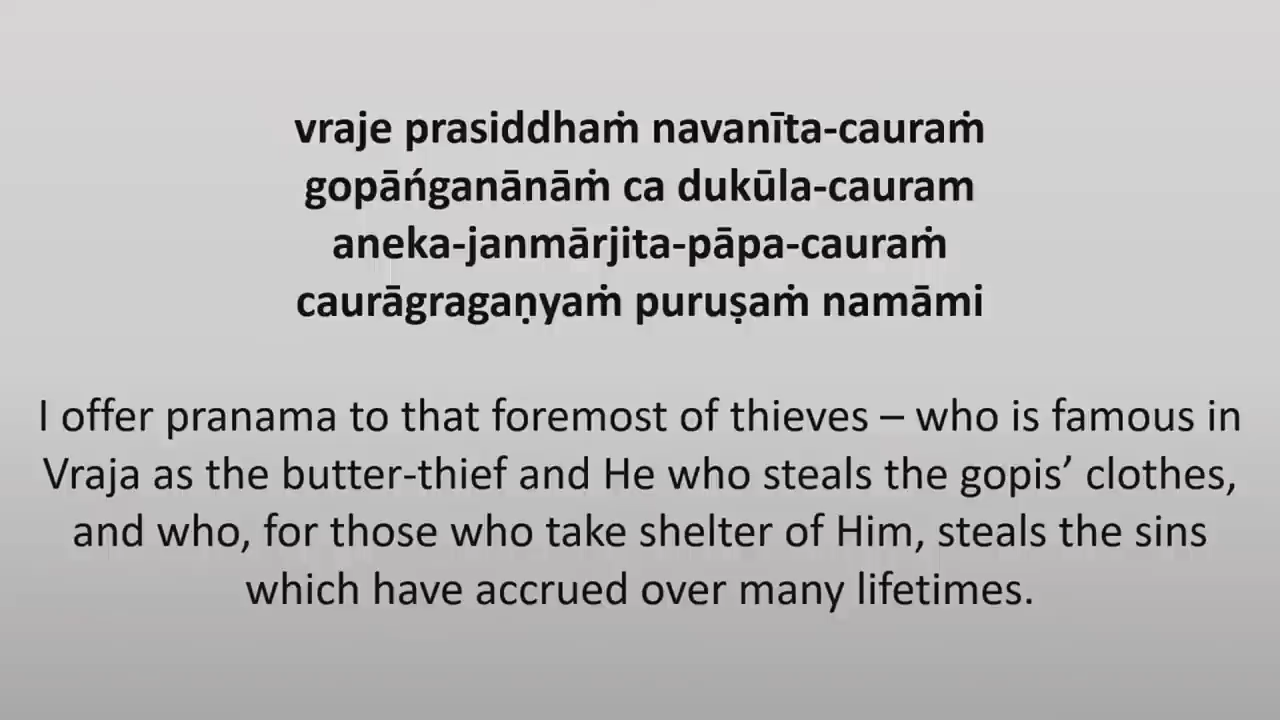 vraje prasiddhaṁ navanīta-cauraṁ
gopāńganānāṁ ca dukūla-cauram
aneka-janmārjita-pāpa-cauraṁ
caurāgragaṇyaṁ puruṣaṁ namāmi
I offer pranama to that foremost of thieves – who is famous in
Vraja as the butter-thief and He who steals the gopis’ clothes,
and who, for those who take shelter of Him, steals the sins
which have accrued over many lifetimes.